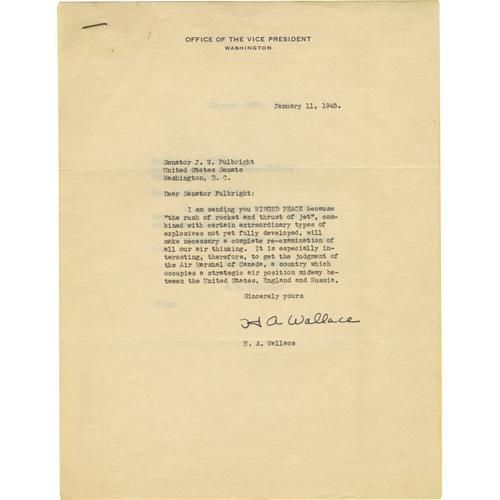 OFFICE OF THE VICE PRESIDENT
WASHINGTON
January 11, 1945.
Senator J. W. Fulbright
United States Senate
Washington, D. C.
Dear Senator Fulbright:
I am sending you WINGED PEACE because
"the rush of rocket and thrust of jet", com-
bined with certain extraordinary types of
explosives not yet fully developed, will
make necessary a complete re-examination of
all our air thinking. It is especially in-
teresting, therefore, to get the judgment of
the Air Marshal of Canada, a country which
occupies a strategic air position midway be-
tween the United States, England and Russia.
Sincerely yours
H A Wallace
H. A. Wallace